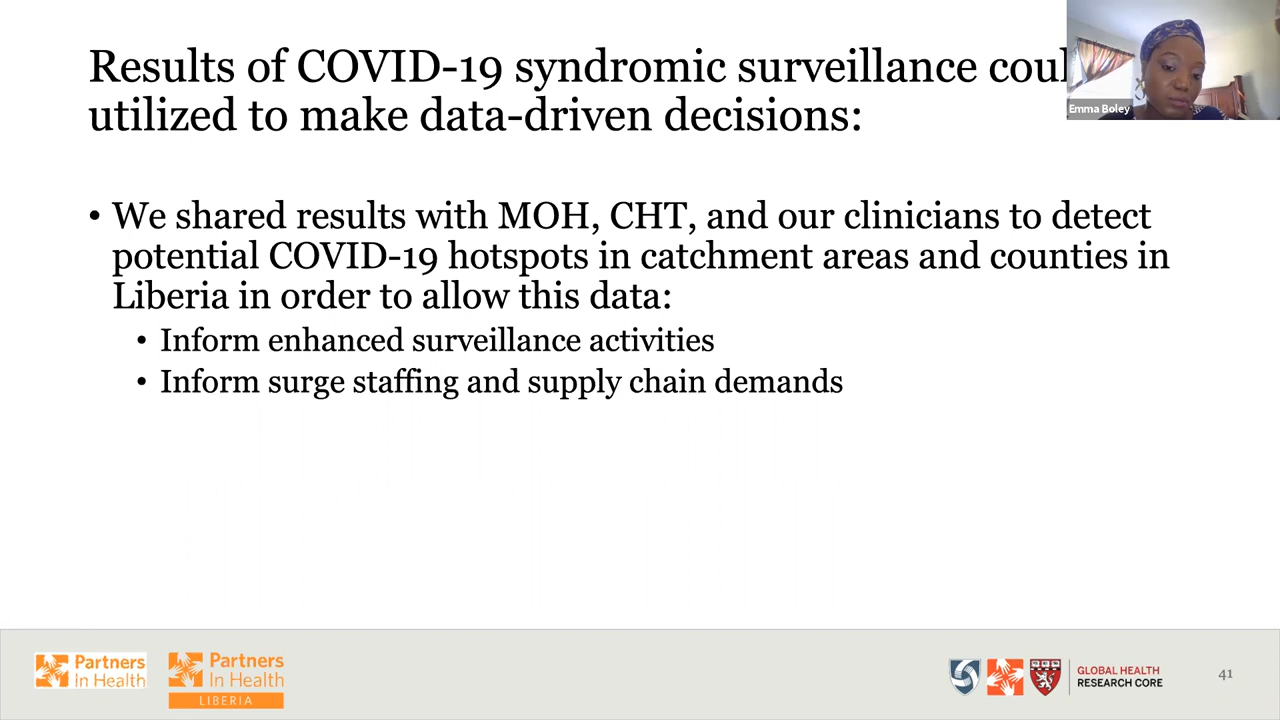 Results of COVID-19 syndromic surveillance
utilized to make data-driven decisions:
Emma Boley
• We shared results with MOH, CHT, and our clinicians to detect
potential COVID-19 hotspots in catchment areas and counties in
Liberia in order to allow this data:
• Inform enhanced surveillance activities
• Inform surge staffing and supply chain demands
Partners
In Health
Partners
In Health
LIBERIA
GLOBAL HEALTH
RESEARCH CORE
41